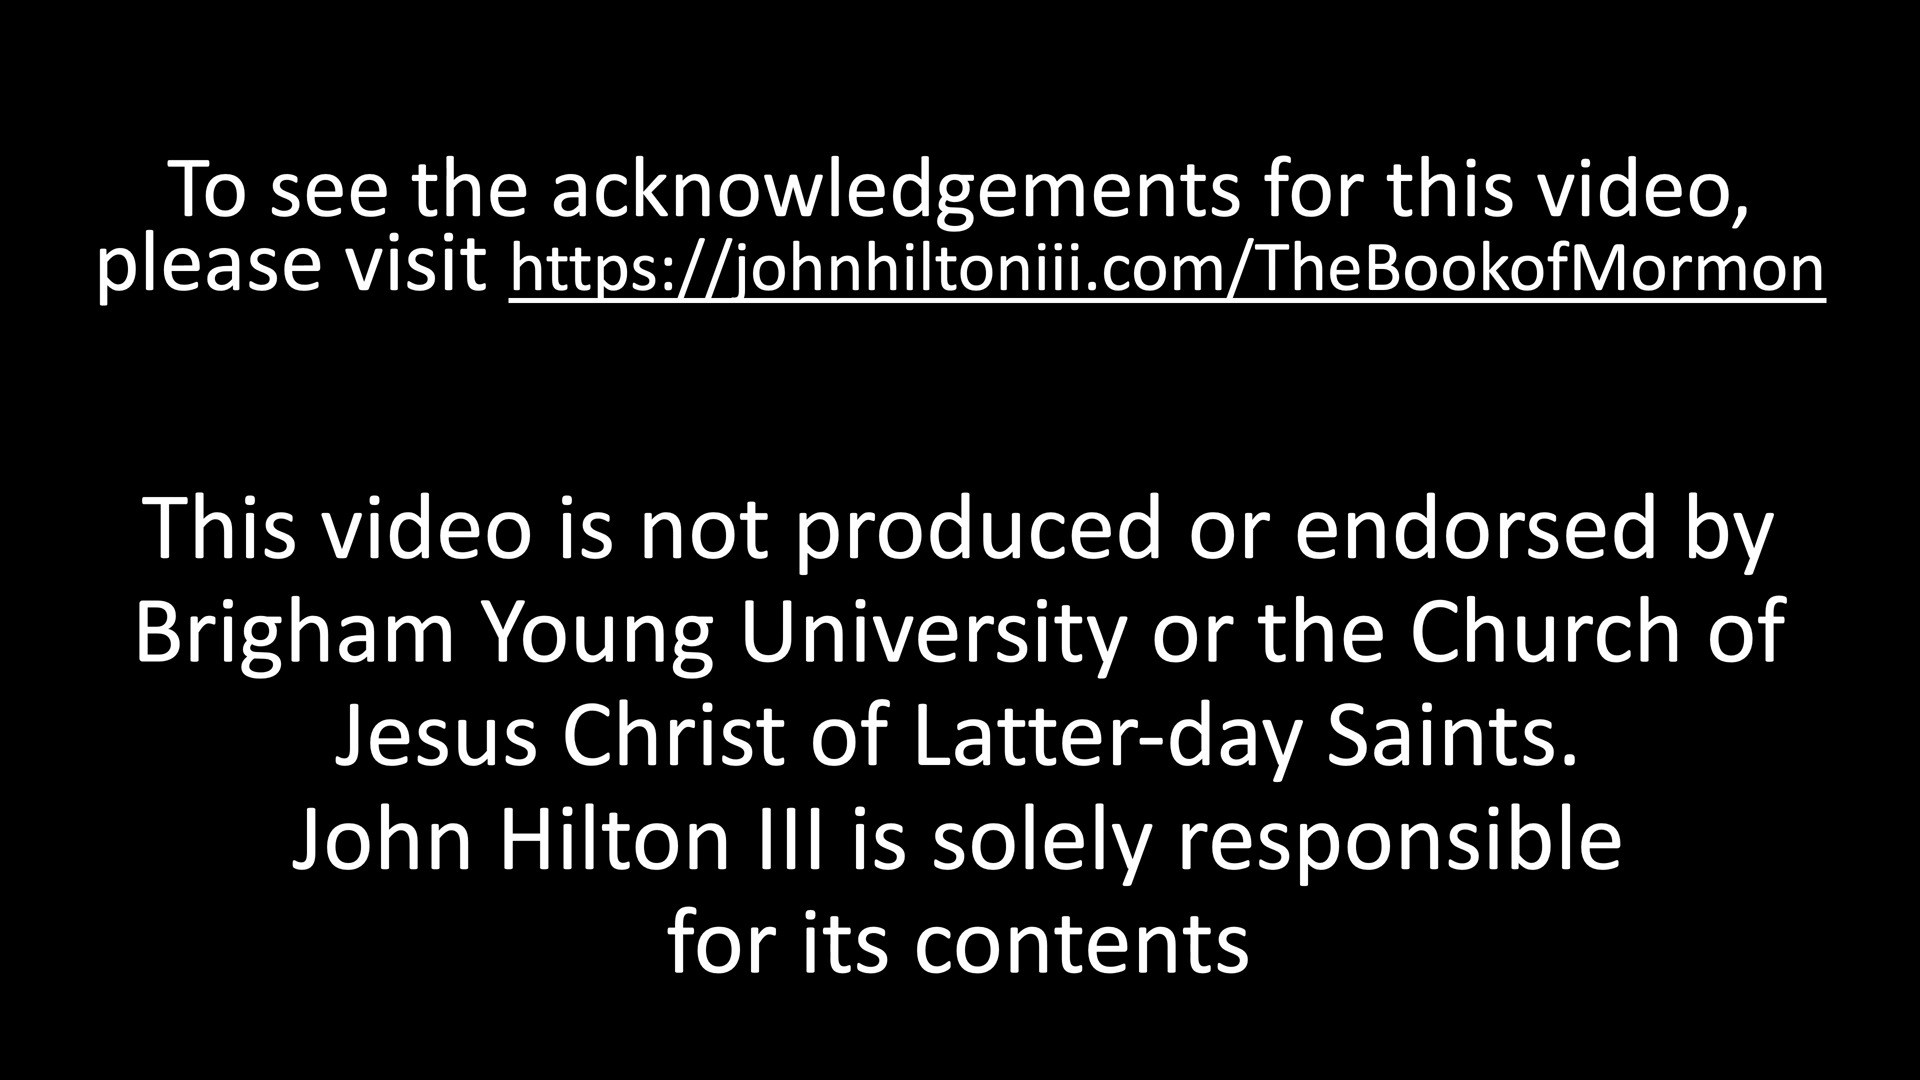 To see the acknowledgements for this video,
please visit https://johnhiltoniii.com/TheBookofMormon
This video is not produced or endorsed by
Brigham Young University or the Church of
Jesus Christ of Latter-day Saints.
John Hilton III is solely responsible
for its contents